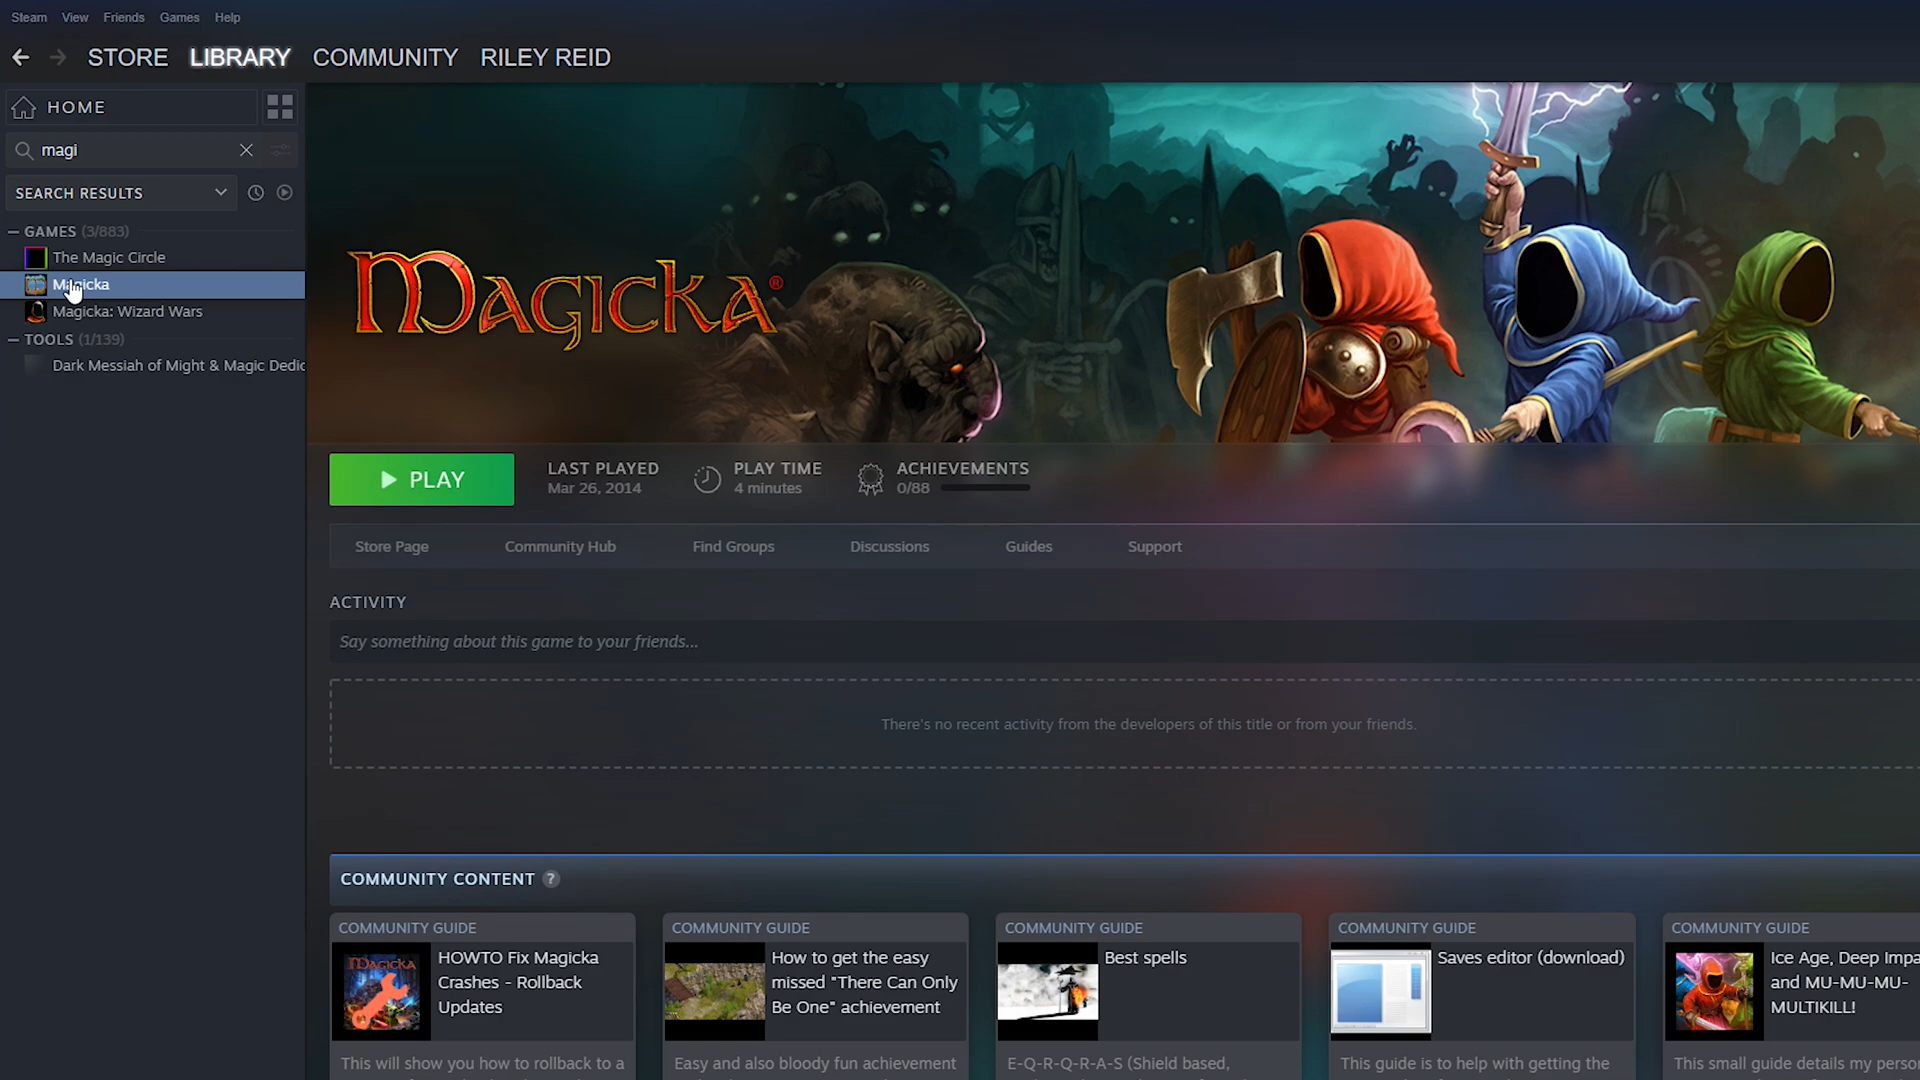 Steam View Friends Games Help
STORE LIBRARY COMMUNITY RILEY REID
HOME
magi
SEARCH RESULTS
GAMES (3/883)
The Magic Circle
Magicka
Magicka: Wizard Wars
TOOLS (1/139)
Dark Messiah of Might & Magic Dedic
MAGICKA®
PLAY
LAST PLAYED
Mar 26, 2014
PLAY TIME
4 minutes
ACHIEVEMENTS
0/88
Store Page Community Hub Find Groups Discussions Guides Support
ACTIVITY
Say something about this game to your friends...
There's no recent activity from the developers of this title or from your friends.
COMMUNITY CONTENT ?
COMMUNITY GUIDE
MAGICKA
HOWTO Fix Magicka
Crashes - Rollback
Updates
This will show you how to rollback to a
COMMUNITY GUIDE
How to get the easy
missed "There Can Only
Be One" achievement
Easy and also bloody fun achievement
COMMUNITY GUIDE
Best spells
E-Q-R-Q-R-A-S (Shield based,
COMMUNITY GUIDE
Saves editor (download)
This guide is to help with getting the
COMMUNITY GUIDE
Ice Age, Deep Impa
and MU-MU-MU-
MULTIKILL!
This small guide details my perso